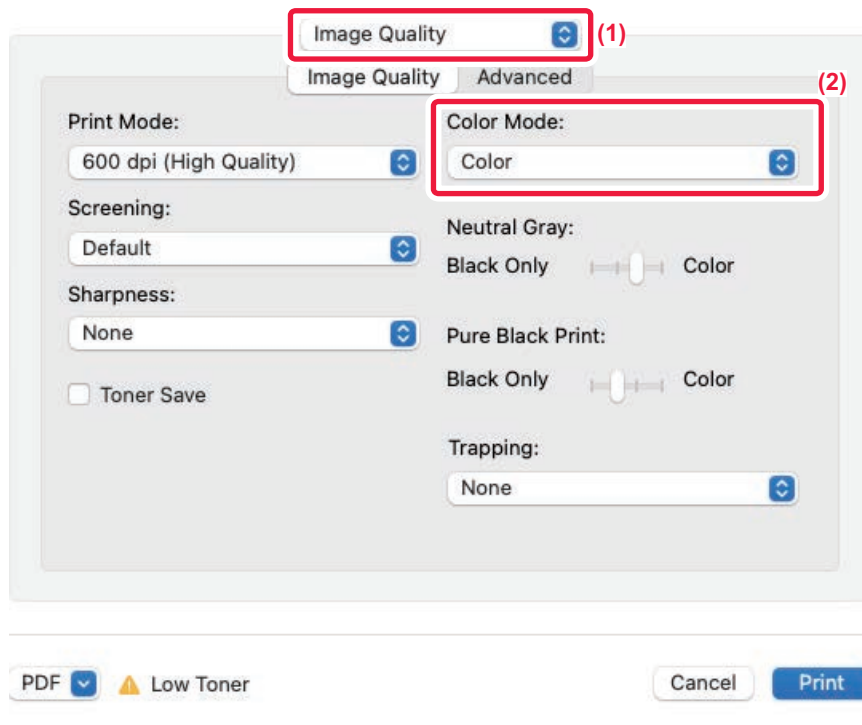 Image Quality
(1)
Image Quality
Advanced
(2)
Print Mode:
600 dpi (High Quality)
Screening:
Default
Sharpness:
None
Toner Save
Color Mode:
Color
Neutral Gray:
Black Only
Color
Pure Black Print:
Black Only
Color
Trapping:
None
PDF
Low Toner
Cancel
Print